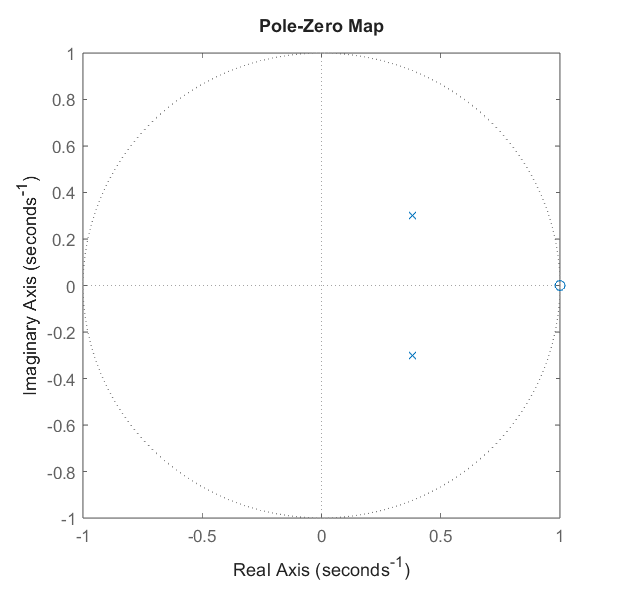 Pole-Zero Map
1
0.8
0.6
0.4
0.2
0
-0.2
-0.4
-0.6
-0.8
-1
Imaginary Axis (seconds⁻¹)
-1 -0.5 0 0.5 1
Real Axis (seconds⁻¹)